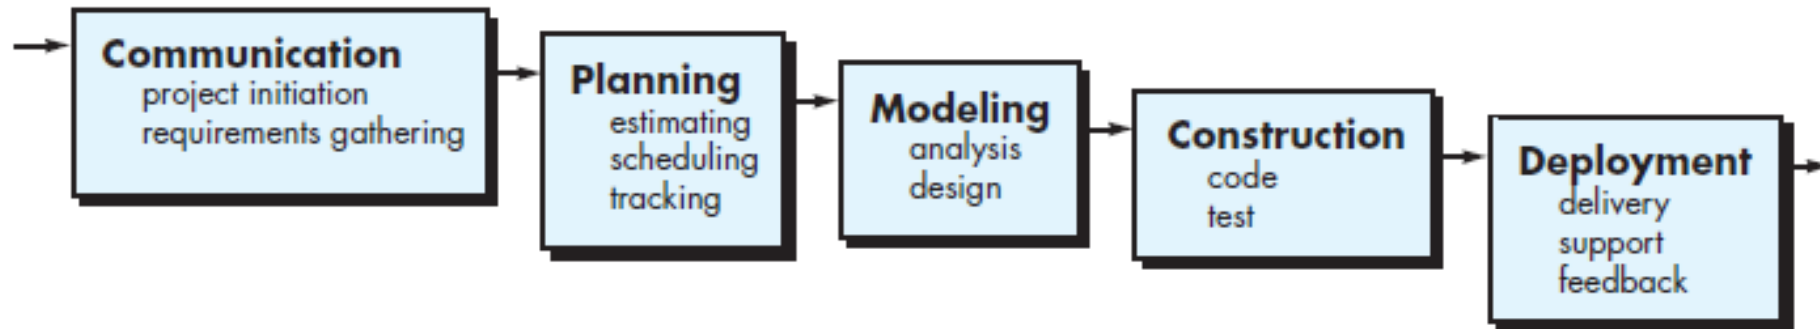 Communication
project initiation
requirements gathering
Planning
estimating
scheduling
tracking
Modeling
analysis
design
Construction
code
test
Deployment
delivery
support
feedback